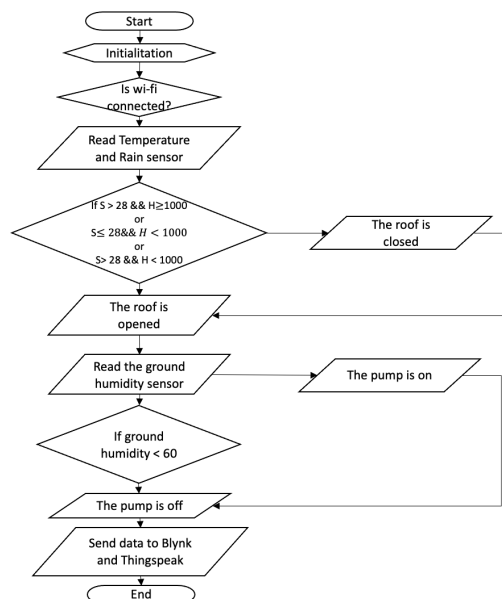 Start
Initialitation
Is wi-fi
connected?
Read Temperature
and Rain sensor
If S > 28 && H≥1000
or
S≤ 28&& H < 1000
or
S> 28 && H < 1000
The roof is
closed
The roof is
opened
Read the ground
humidity sensor
The pump is on
If ground
humidity < 60
The pump is off
Send data to Blynk
and Thingspeak
End